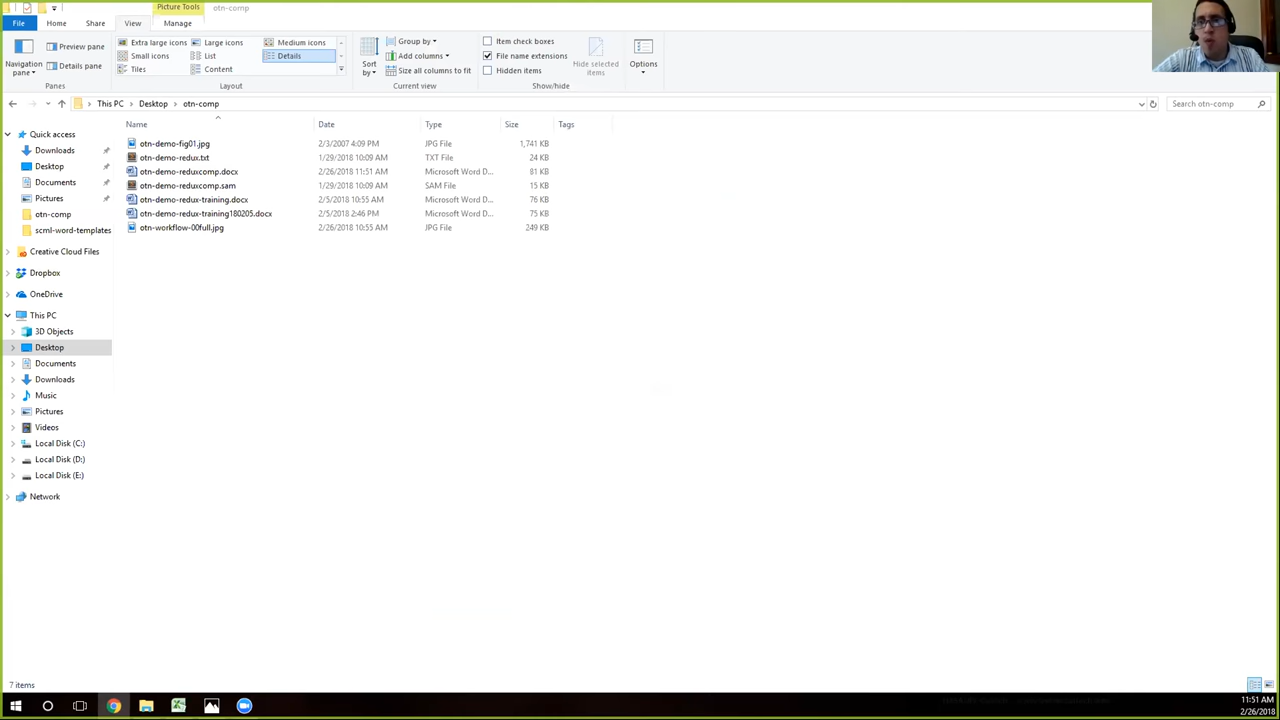 Picture Tools
otn-comp
File
Home
Share
View
Manage
Navigation pane
Preview pane
Details pane
Panes
Extra large icons
Large icons
Medium icons
Small icons
List
Details
Tiles
Content
Layout
Sort by
Group by
Add columns
Size all columns to fit
Current view
Item check boxes
File name extensions
Hidden items
Hide selected items
Show/hide
Options
This PC
Desktop
otn-comp
Search otn-comp
Name
Date
Type
Size
Tags
otn-demo-fig01.jpg 2/3/2007 4:09 PM JPG File 1,741 KB
otn-demo-redux.txt 1/29/2018 10:09 AM TXT File 24 KB
otn-demo-reduxcomp.docx 2/26/2018 11:51 AM Microsoft Word D... 81 KB
otn-demo-reduxcomp.sam 1/29/2018 10:09 AM SAM File 15 KB
otn-demo-redux-training.docx 2/5/2018 10:55 AM Microsoft Word D... 76 KB
otn-demo-redux-training180205.docx 2/5/2018 2:46 PM Microsoft Word D... 75 KB
otn-workflow-00full.jpg 2/26/2018 10:55 AM JPG File 249 KB
Quick access
Downloads
Desktop
Documents
Pictures
otn-comp
scml-word-templates
Creative Cloud Files
Dropbox
OneDrive
This PC
3D Objects
Desktop
Documents
Downloads
Music
Pictures
Videos
Local Disk (C:)
Local Disk (D:)
Local Disk (E:)
Network
7 items
11:51 AM
2/26/2018